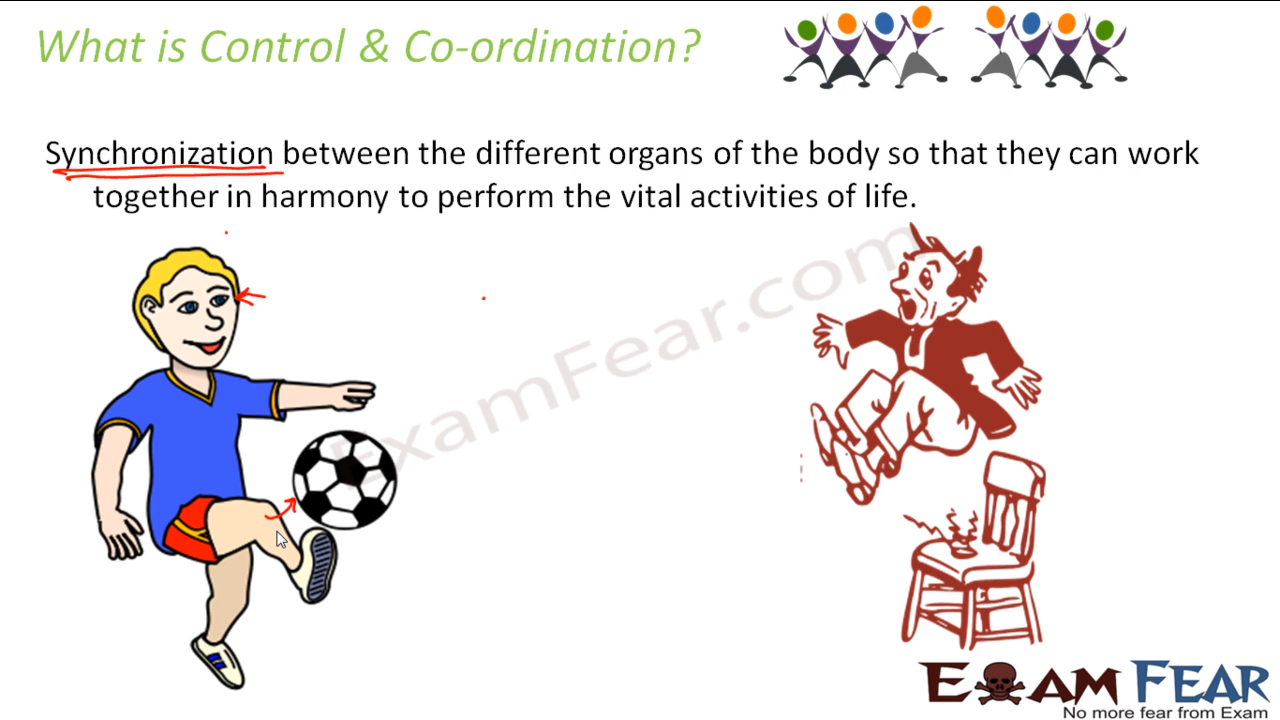 What is Control & Co-ordination?
Synchronization between the different organs of the body so that they can work
together in harmony to perform the vital activities of life.
ExamFear.com
EXAM FEAR
No more fear from Exam